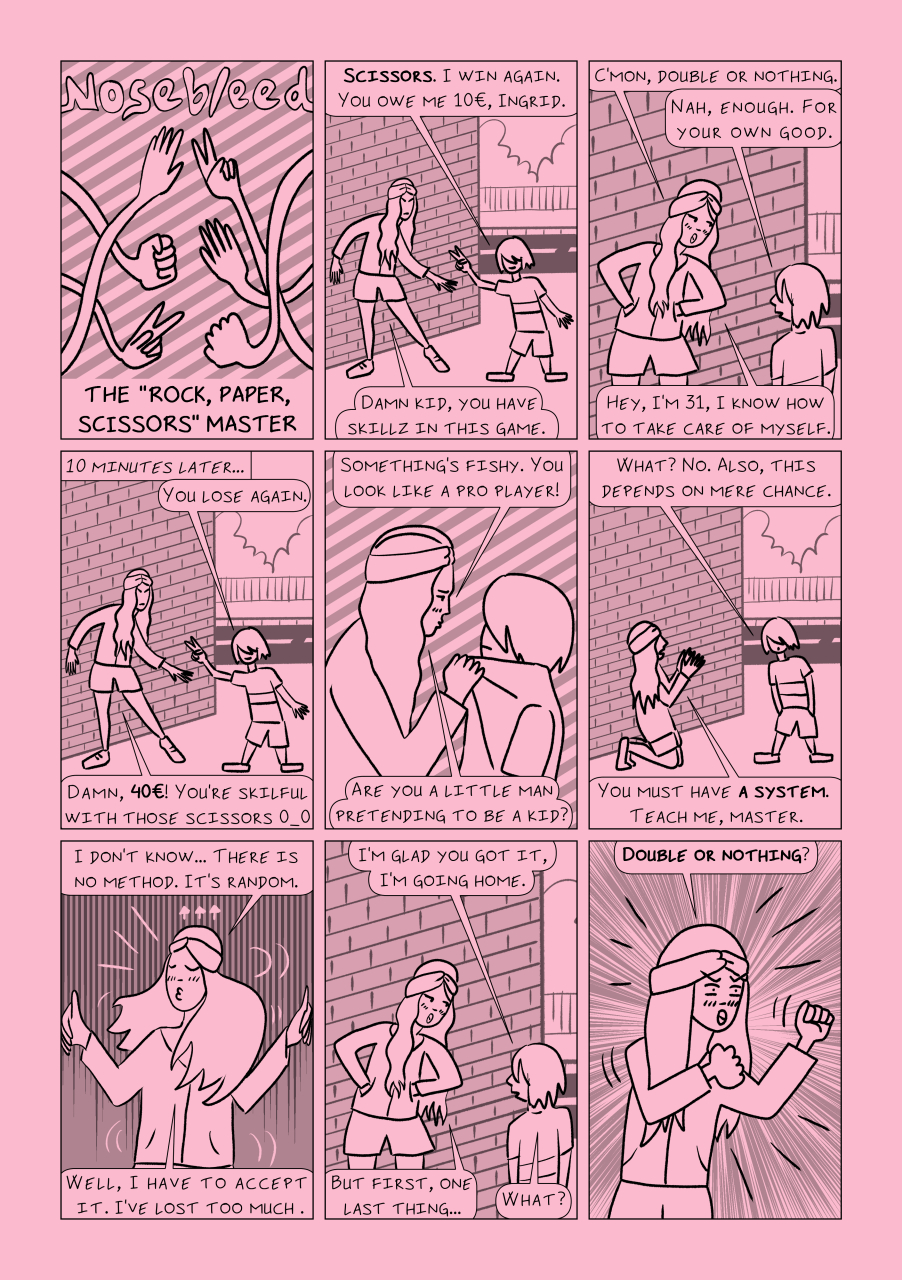 Nosebleed
THE "ROCK, PAPER,
SCISSORS" MASTER
SCISSORS. I WIN AGAIN.
YOU OWE ME 10€, INGRID.
DAMN KID, YOU HAVE
SKILLZ IN THIS GAME.
C'MON, DOUBLE OR NOTHING.
NAH, ENOUGH. FOR
YOUR OWN GOOD.
HEY, I'M 31, I KNOW HOW
TO TAKE CARE OF MYSELF.
10 MINUTES LATER...
YOU LOSE AGAIN.
DAMN, 40€! YOU'RE SKILFUL
WITH THOSE SCISSORS O_O
SOMETHING'S FISHY. YOU
LOOK LIKE A PRO PLAYER!
ARE YOU A LITTLE MAN
PRETENDING TO BE A KID?
WHAT? NO. ALSO, THIS
DEPENDS ON MERE CHANCE.
YOU MUST HAVE A SYSTEM.
TEACH ME, MASTER.
I DON'T KNOW... THERE IS
NO METHOD. IT'S RANDOM.
WELL, I HAVE TO ACCEPT
IT. I'VE LOST TOO MUCH.
I'M GLAD YOU GOT IT,
I'M GOING HOME.
BUT FIRST, ONE
LAST THING...
WHAT?
DOUBLE OR NOTHING?